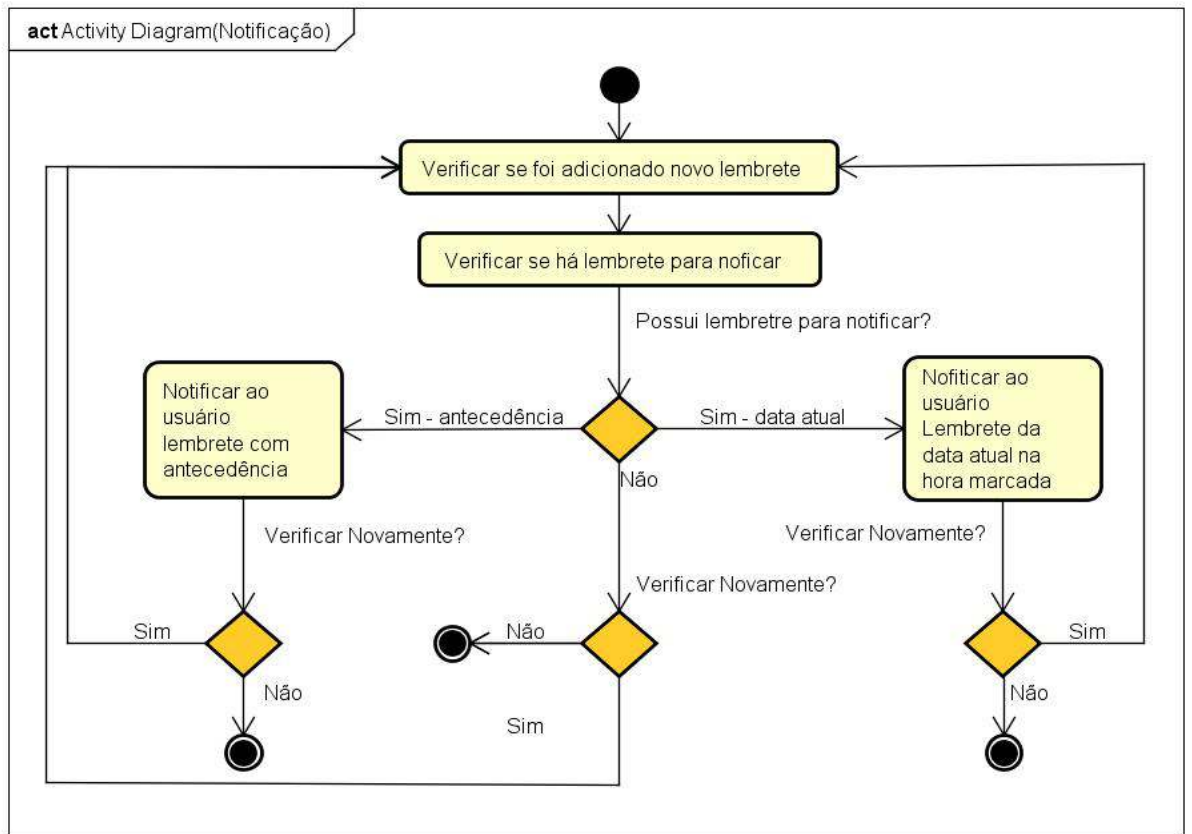 act Activity Diagram(Notificação)
Verificar se foi adicionado novo lembrete
Verificar se há lembrete para noficar
Possui lembretre para notificar?
Notificar ao
usuário
lembrete com
antecedência
Sim - antecedência
Sim - data atual
Nofiticar ao
usuário
Lembrete da
data atual na
hora marcada
Não
Verificar Novamente?
Verificar Novamente?
Verificar Novamente?
Sim
Não
Sim
Não
Não
Sim